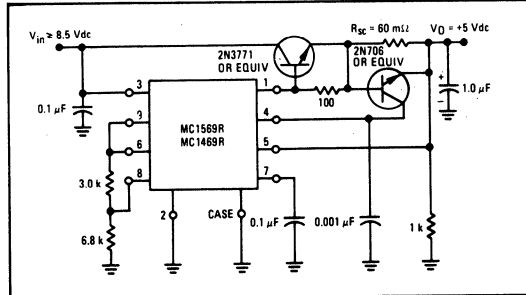 Vin ≥ 8.5 Vdc
2N3771
OR EQUIV
RSC = 60 mΩ
VO = +5 Vdc
2N706
OR EQUIV
0.1 μF
3
9
6
8
MC1569R
MC1469R
1
4
5
7
100
+
−
1.0 μF
3.0 k
6.8 k
2
CASE
0.1 μF
0.001 μF
1 k